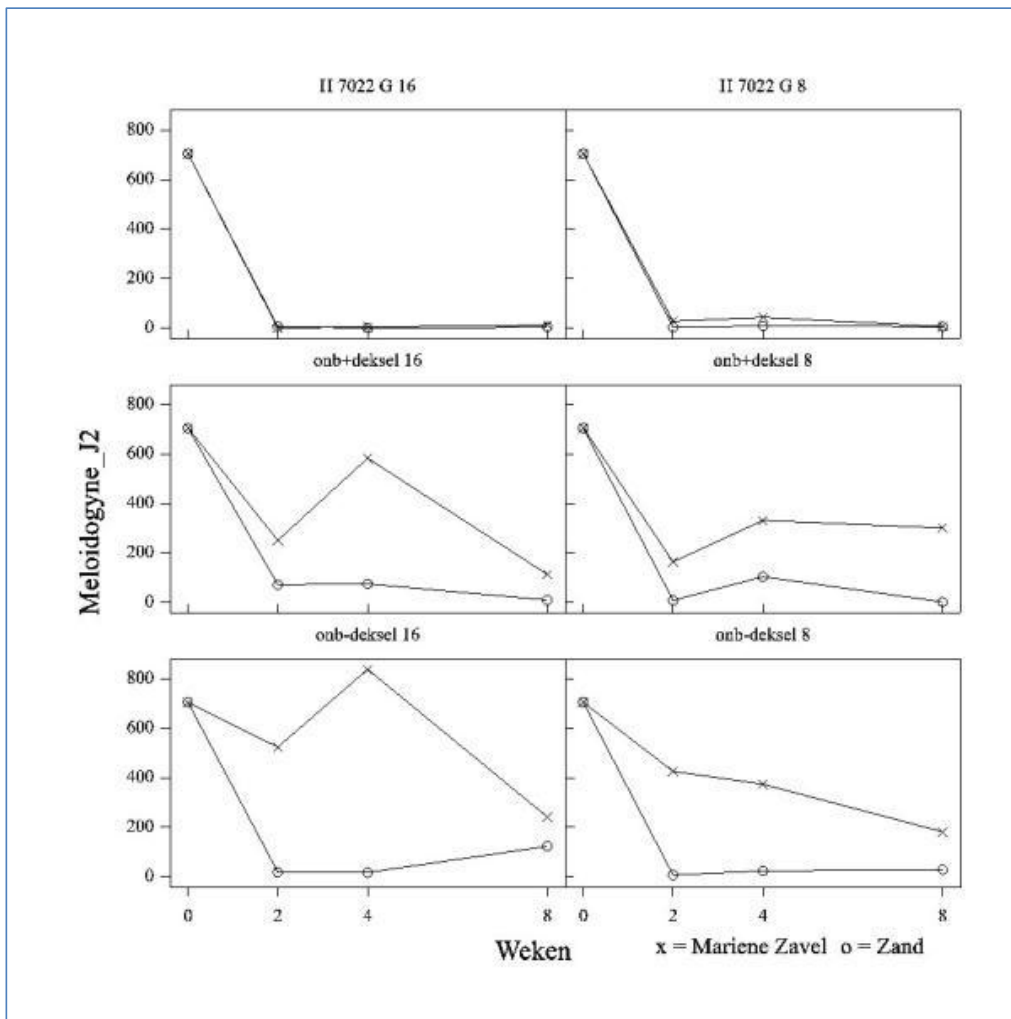 II 7022 G 16
II 7022 G 8
800
600
400
200
0
onb+deksel 16
onb+deksel 8
800
600
400
200
0
Meloidogyne_J2
onb-deksel 16
onb-deksel 8
800
600
400
200
0
0 2 4 8
0 2 4 8
Weken
x = Mariene Zavel o = Zand